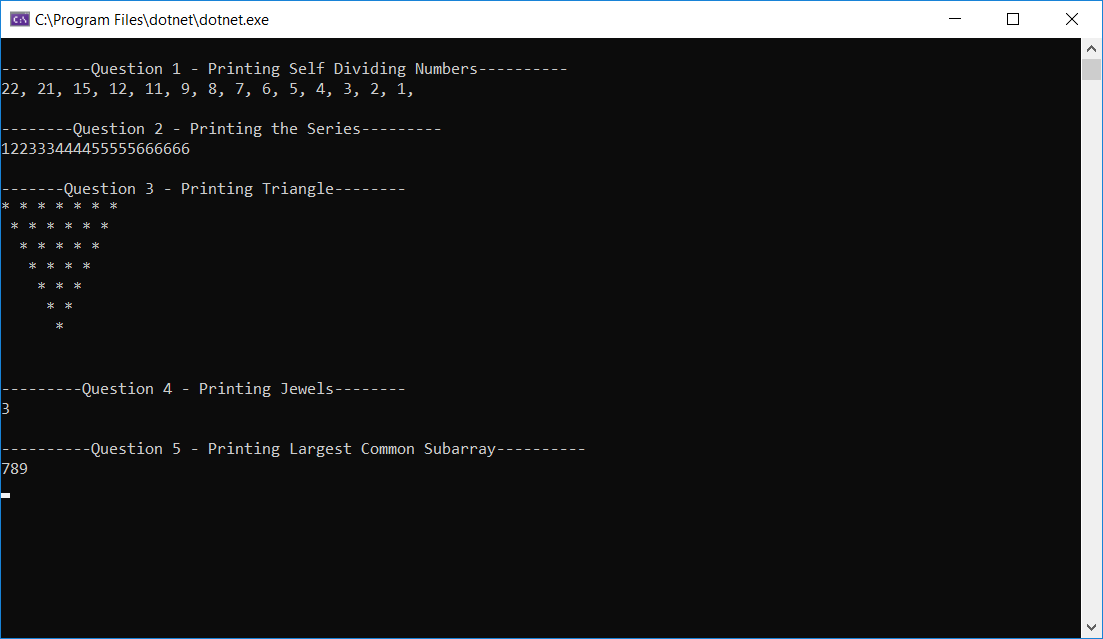 C:\Program Files\dotnet\dotnet.exe
----------Question 1 - Printing Self Dividing Numbers----------
22, 21, 15, 12, 11, 9, 8, 7, 6, 5, 4, 3, 2, 1,
--------Question 2 - Printing the Series---------
122333444455555666666
-------Question 3 - Printing Triangle--------
* * * * * * *
 * * * * * *
  * * * * *
   * * * *
    * * *
     * *
      *
---------Question 4 - Printing Jewels--------
3
----------Question 5 - Printing Largest Common Subarray----------
789